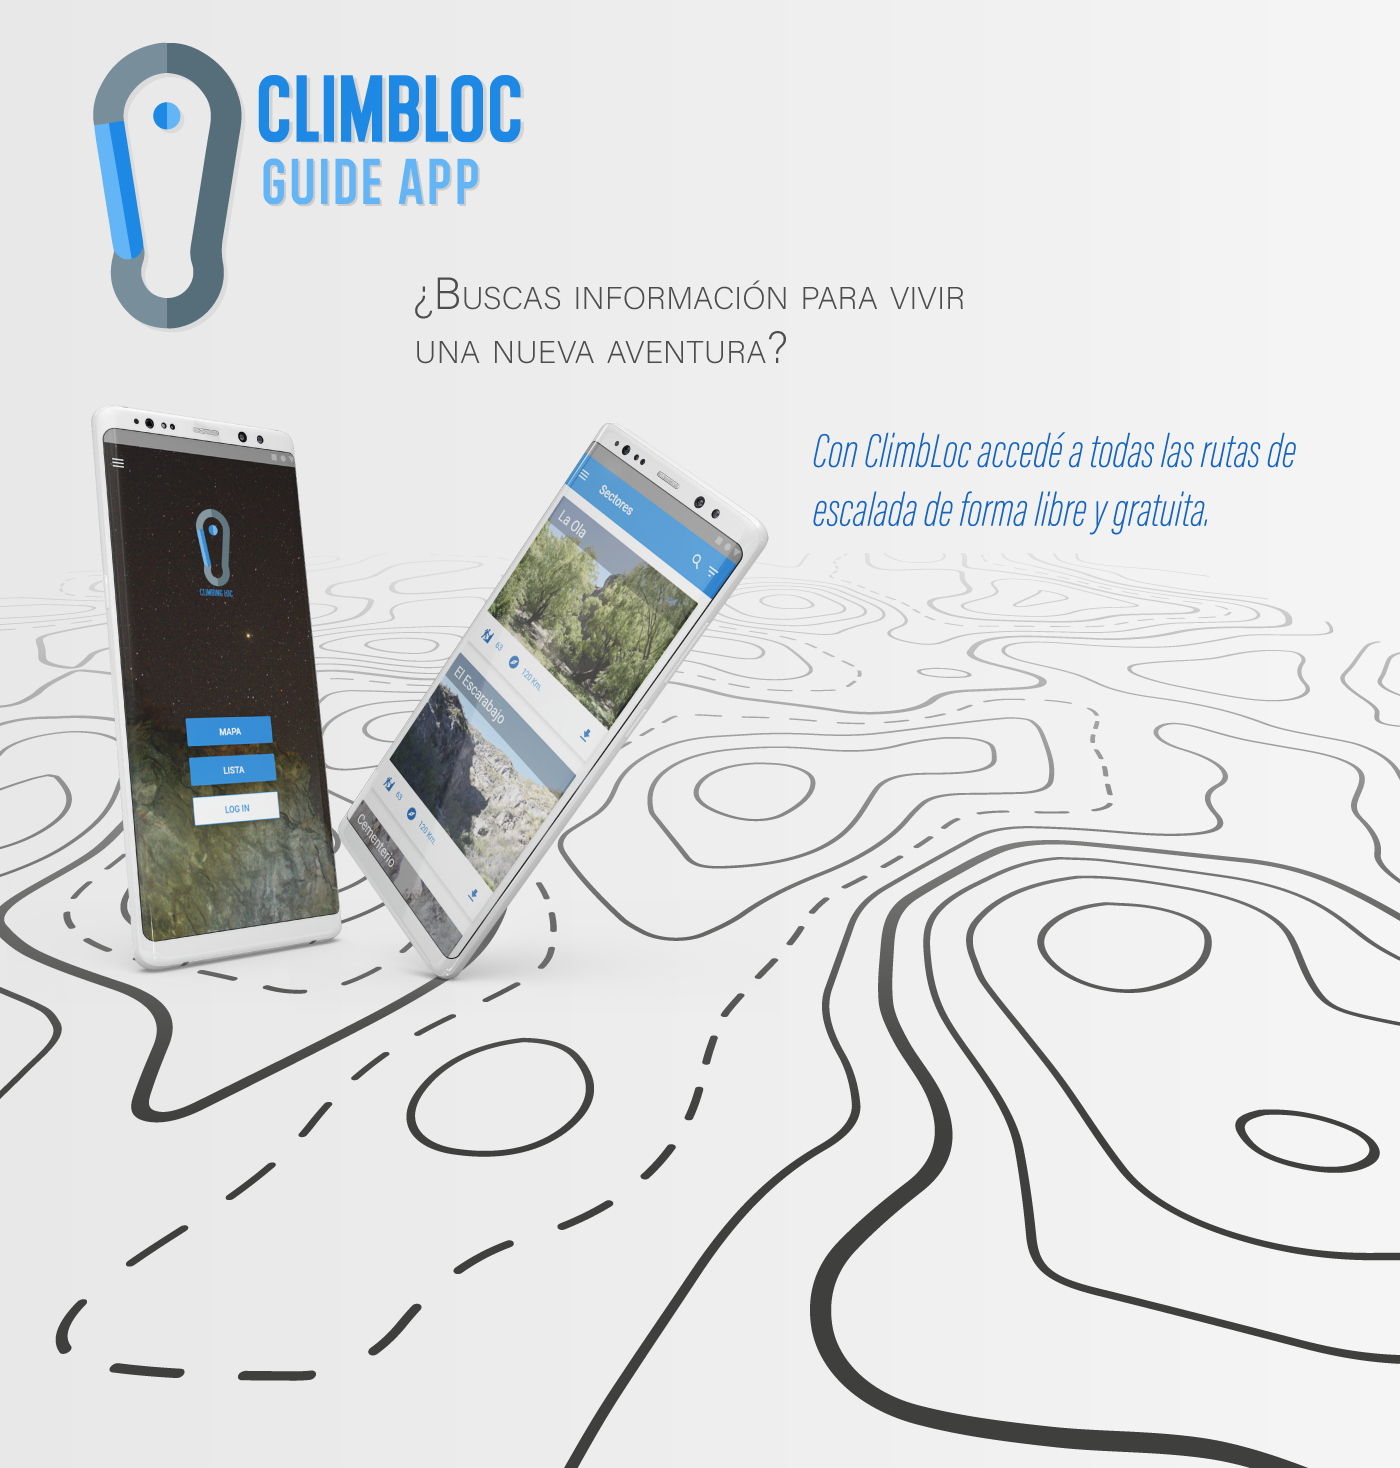 CLIMBLOC
GUIDE APP
¿Buscas información para vivir
una nueva aventura?
Con ClimbLoc accedé a todas las rutas de
escalada de forma libre y gratuita.
MAPA
LISTA
LOG IN
Sectores
La Ola
63
120 Km.
El Escarabajo
63
120 Km.
Cementerio